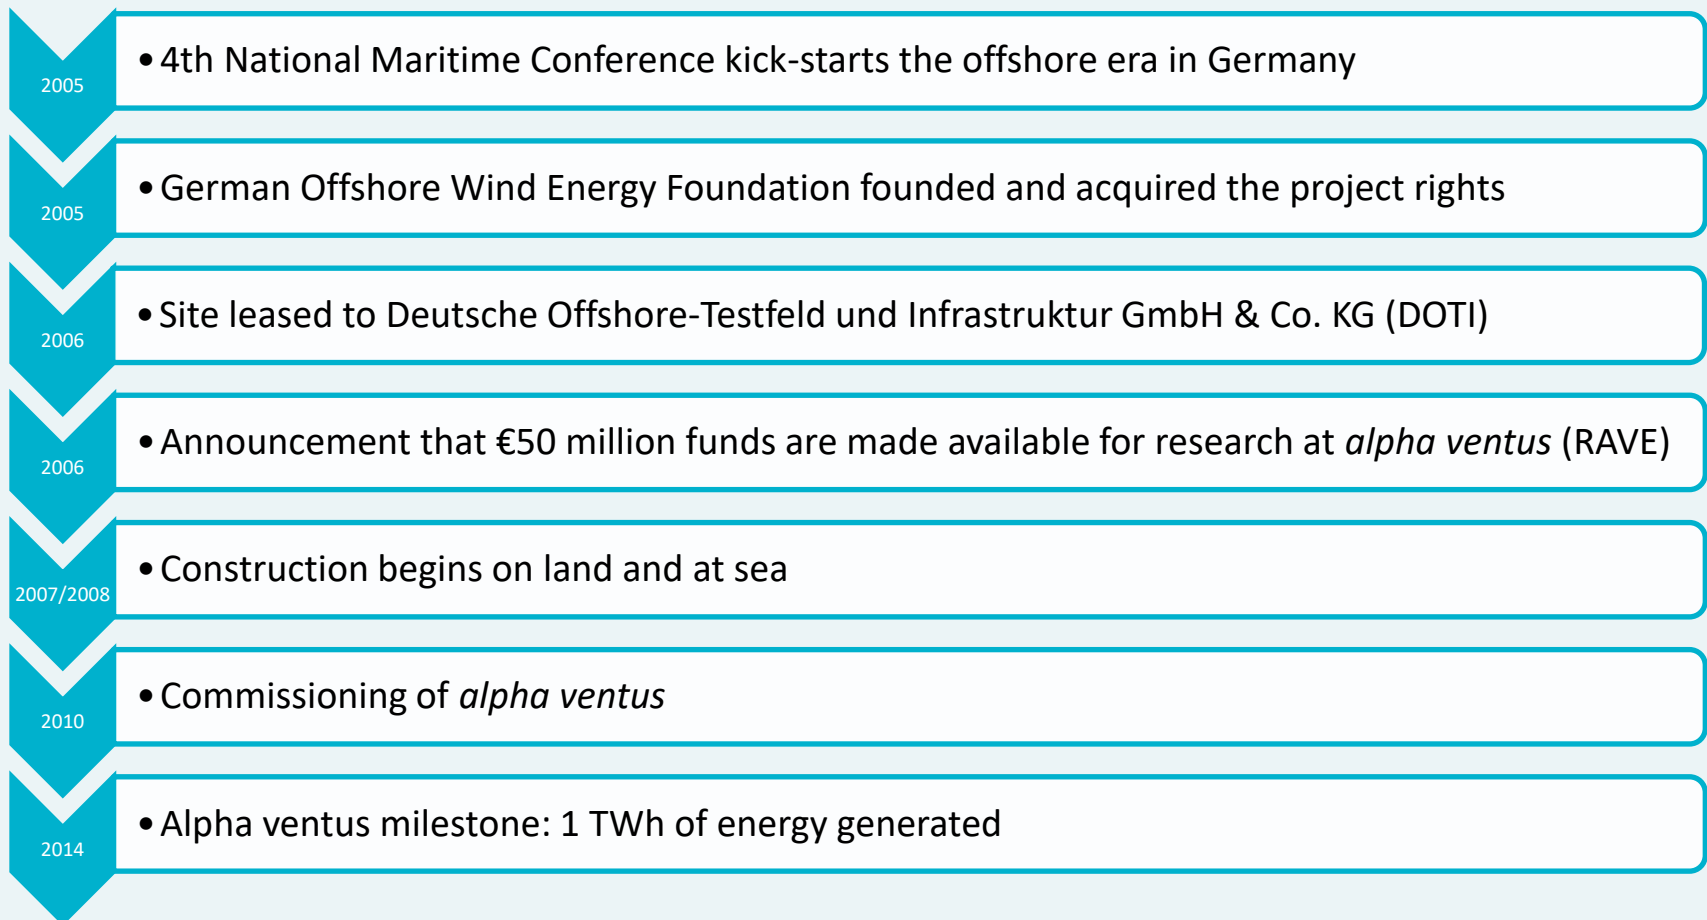 2005
• 4th National Maritime Conference kick-starts the offshore era in Germany
2005
• German Offshore Wind Energy Foundation founded and acquired the project rights
2006
• Site leased to Deutsche Offshore-Testfeld und Infrastruktur GmbH & Co. KG (DOTI)
2006
• Announcement that €50 million funds are made available for research at alpha ventus (RAVE)
2007/2008
• Construction begins on land and at sea
2010
• Commissioning of alpha ventus
2014
• Alpha ventus milestone: 1 TWh of energy generated